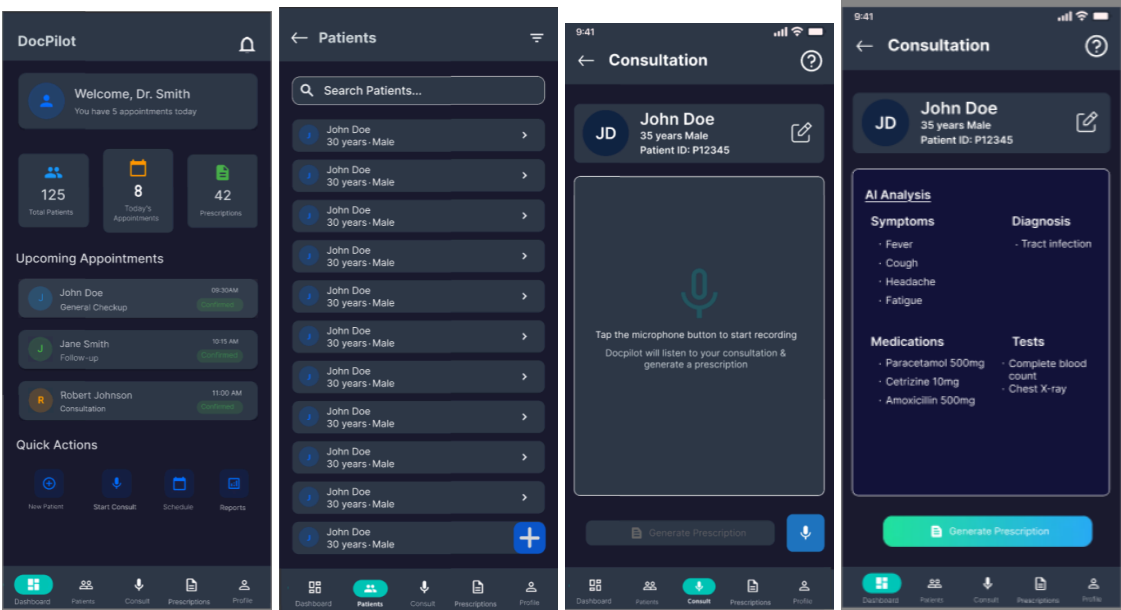 DocPilot
Welcome, Dr. Smith
You have 5 appointments today
125
Total Patients
8
Today's
Appointments
42
Prescriptions
Upcoming Appointments
J
John Doe
09:30AM
General Checkup
Confirmed
J
Jane Smith
10:15 AM
Follow-up
Confirmed
R
Robert Johnson
11:00 AM
Consultation
Confirmed
Quick Actions
New Patient
Start Consult
Schedule
Reports
Dashboard
Patients
Consult
Prescriptions
Profile
Patients
Search Patients...
J
John Doe
30 years · Male
J
John Doe
30 years · Male
J
John Doe
30 years · Male
J
John Doe
30 years · Male
J
John Doe
30 years · Male
J
John Doe
30 years · Male
J
John Doe
30 years · Male
J
John Doe
30 years · Male
J
John Doe
30 years · Male
J
John Doe
30 years · Male
J
John Doe
30 years · Male
Dashboard
Patients
Consult
Prescriptions
Profile
9:41
Consultation
JD
John Doe
35 years Male
Patient ID: P12345
Tap the microphone button to start recording
Docpilot will listen to your consultation &
generate a prescription
Generate Prescription
Dashboard
Patients
Consult
Prescriptions
Profile
9:41
Consultation
JD
John Doe
35 years Male
Patient ID: P12345
AI Analysis
Symptoms
· Fever
· Cough
· Headache
· Fatigue
Diagnosis
· Tract infection
Medications
· Paracetamol 500mg
· Cetrizine 10mg
· Amoxicillin 500mg
Tests
· Complete blood
count
· Chest X-ray
Generate Prescription
Dashboard
Patients
Consult
Prescriptions
Profile